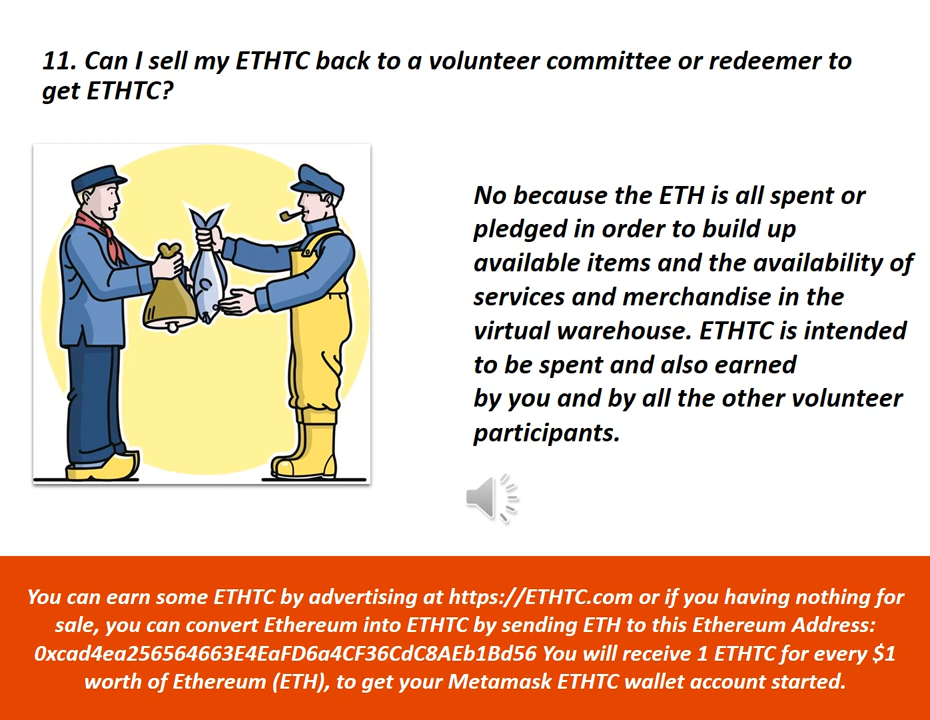 11. Can I sell my ETHTC back to a volunteer committee or redeemer to
get ETHTC?
No because the ETH is all spent or
pledged in order to build up
available items and the availability of
services and merchandise in the
virtual warehouse. ETHTC is intended
to be spent and also earned
by you and by all the other volunteer
participants.
You can earn some ETHTC by advertising at https://ETHTC.com or if you having nothing for
sale, you can convert Ethereum into ETHTC by sending ETH to this Ethereum Address:
0xcad4ea256564663E4EaFD6a4CF36CdC8AEb1Bd56 You will receive 1 ETHTC for every $1
worth of Ethereum (ETH), to get your Metamask ETHTC wallet account started.